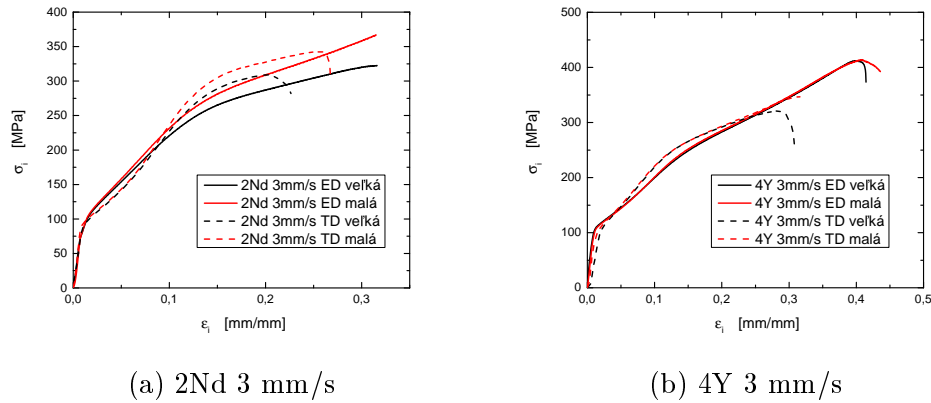 400
350
300
250
200
150
100
50
0
σi [MPa]
2Nd 3mm/s ED veľká
2Nd 3mm/s ED malá
2Nd 3mm/s TD veľká
2Nd 3mm/s TD malá
0,0 0,1 0,2 0,3
εi [mm/mm]
(a) 2Nd 3 mm/s
500
400
300
200
100
0
σi [MPa]
4Y 3mm/s ED veľká
4Y 3mm/s ED malá
4Y 3mm/s TD veľká
4Y 3mm/s TD malá
0,0 0,1 0,2 0,3 0,4 0,5
εi [mm/mm]
(b) 4Y 3 mm/s